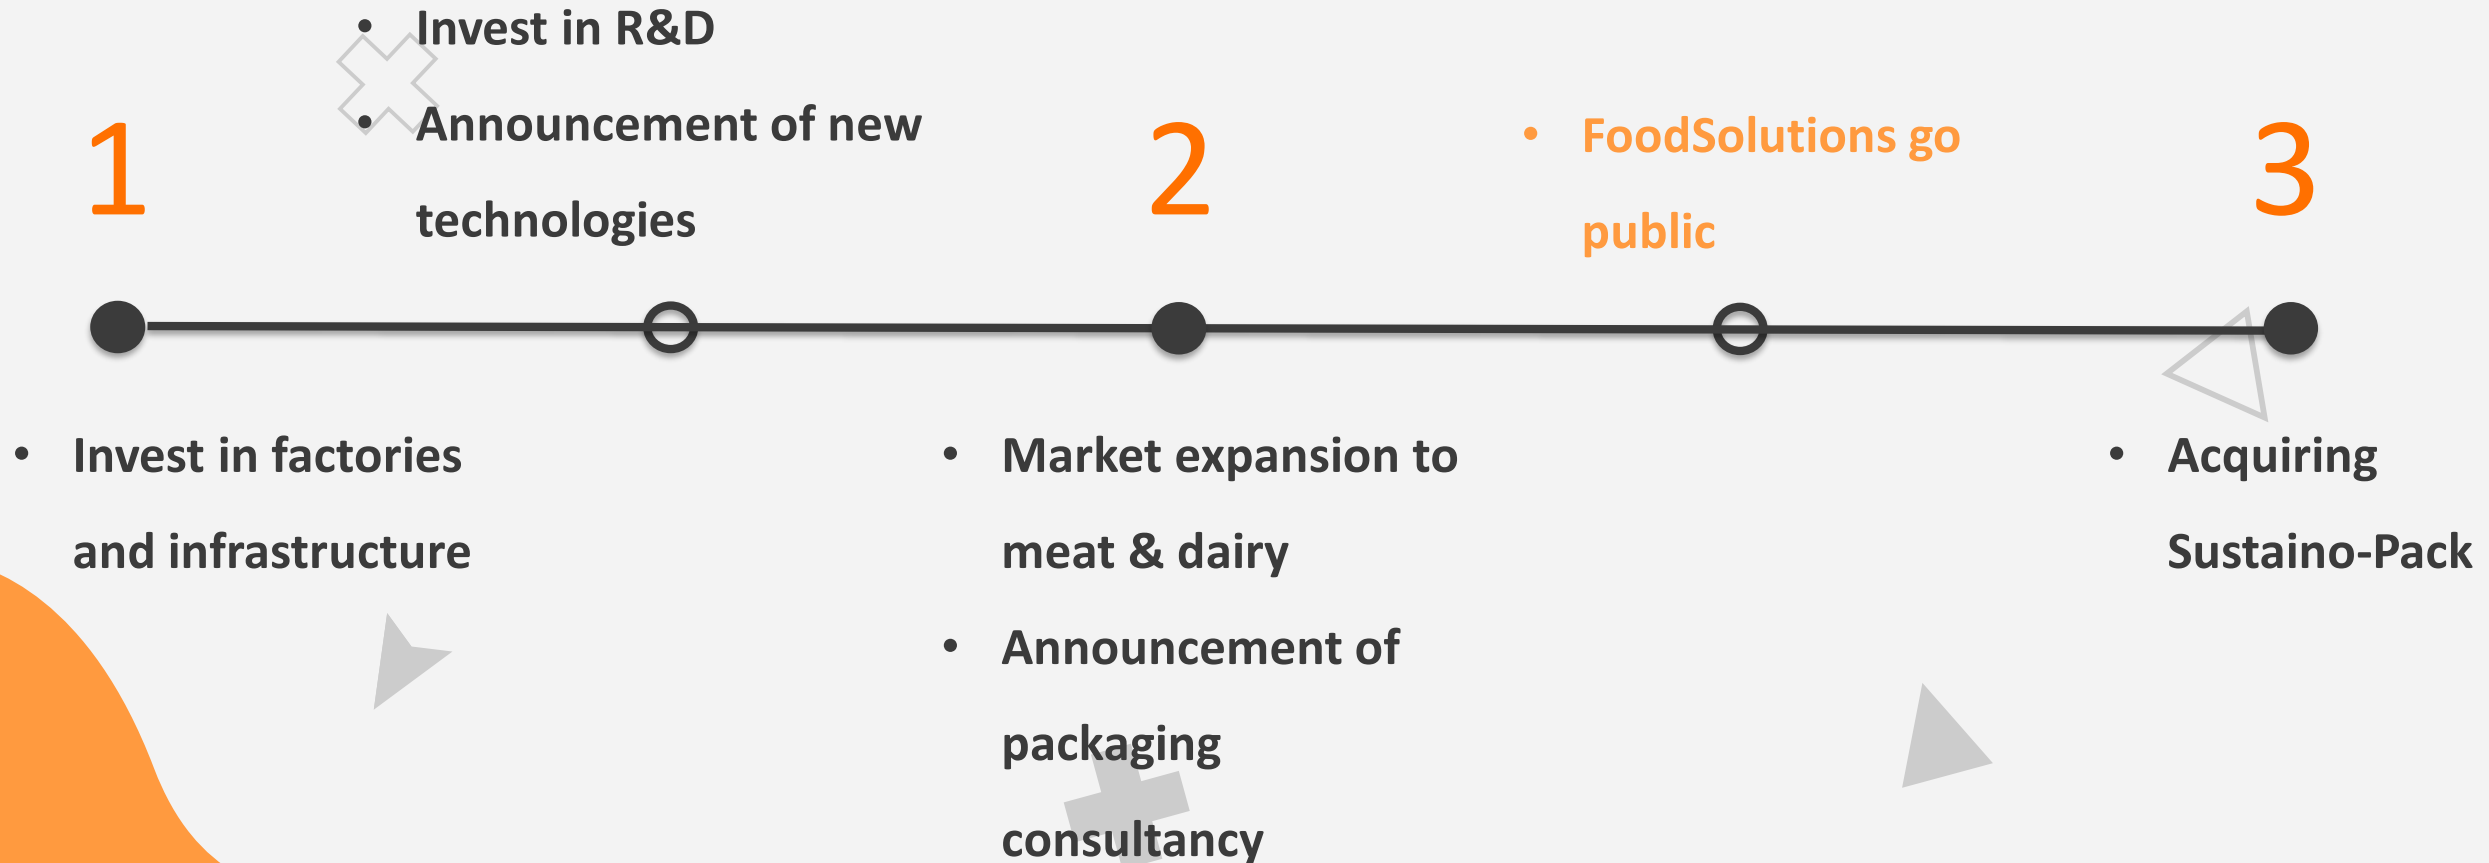 • Invest in R&D
• Announcement of new
technologies
1
2
• FoodSolutions go
public
3
• Invest in factories
and infrastructure
• Market expansion to
meat & dairy
• Announcement of
packaging
consultancy
• Acquiring
Sustaino-Pack